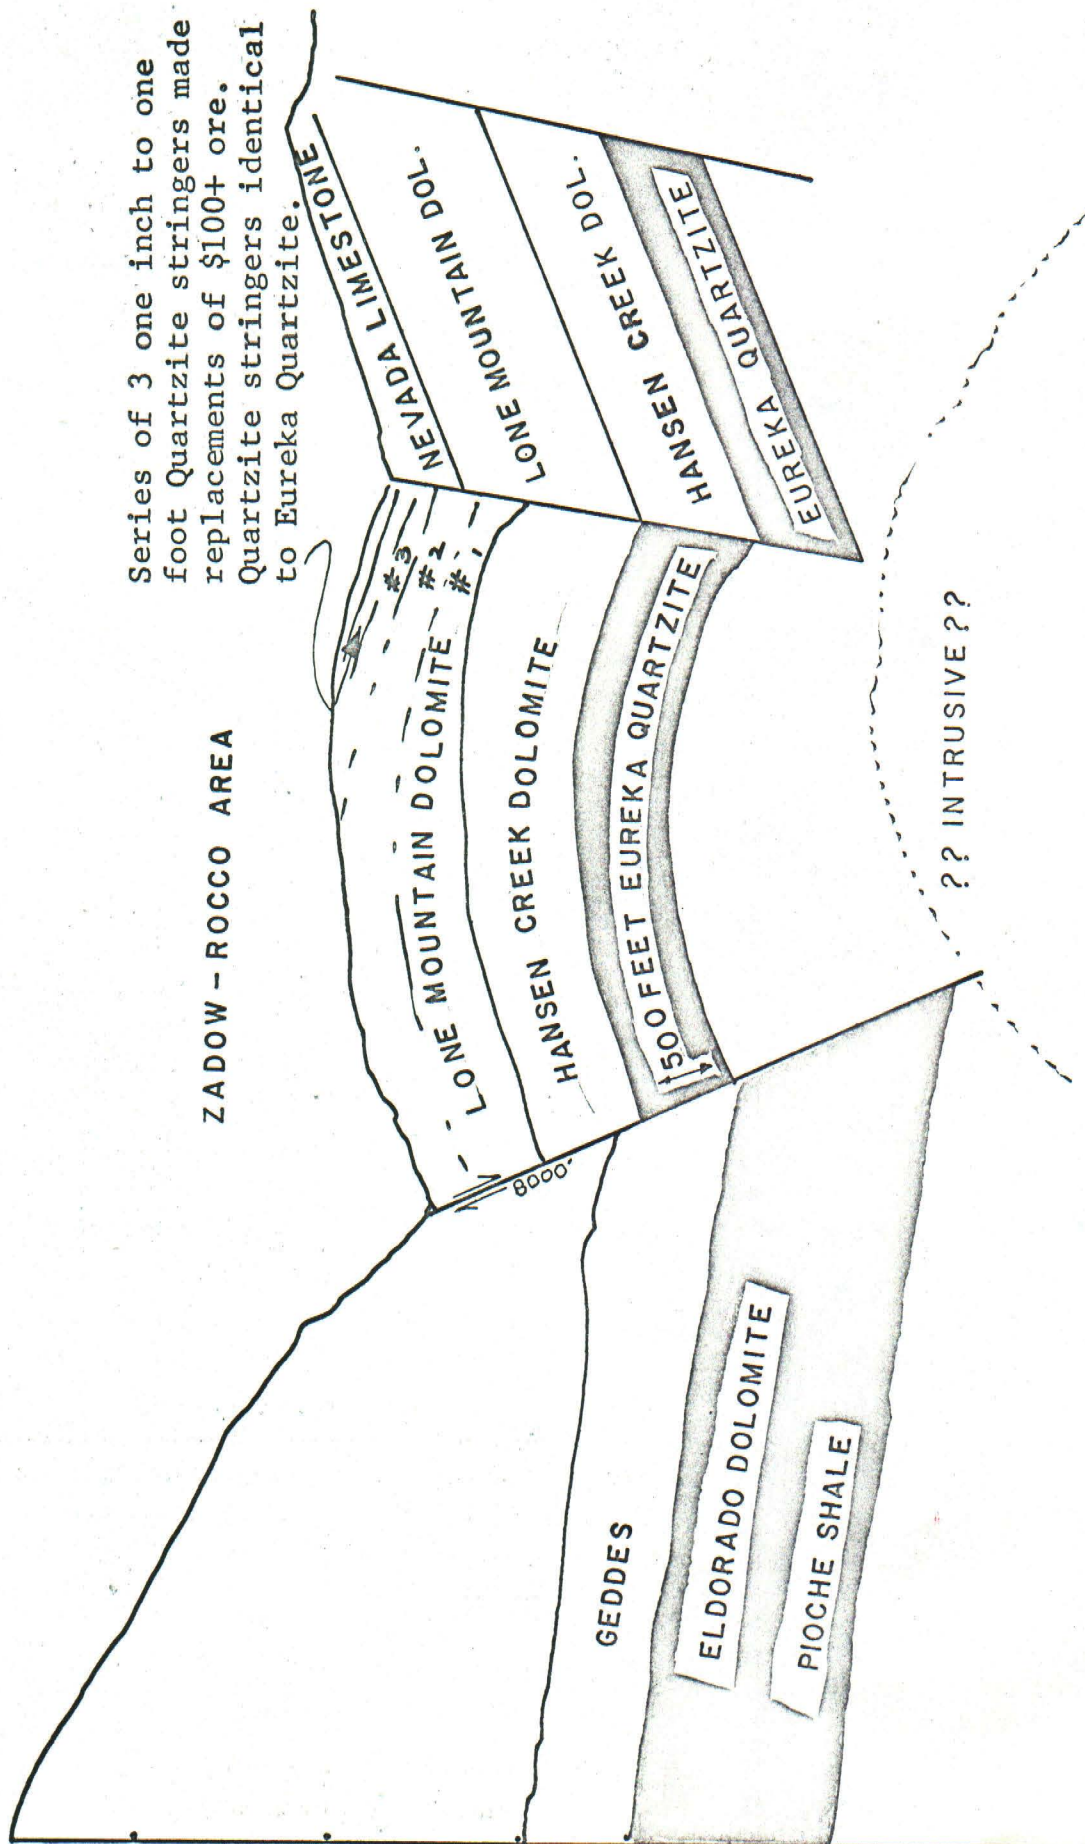 Series of 3 one inch to one
foot Quartzite stringers made
replacements of $100+ ore.
Quartzite stringers identical
to Eureka Quartzite.
ZADOW-ROCCO AREA
NEVADA LIMESTONE
LONE MOUNTAIN DOL.
HANSEN CREEK DOL.
EUREKA QUARTZITE
#3
#2
#1
LONE MOUNTAIN DOLOMITE
HANSEN CREEK DOLOMITE
500 FEET EUREKA QUARTZITE
8000'
GEDDES
ELDORADO DOLOMITE
PIOCHE SHALE
?? INTRUSIVE ??